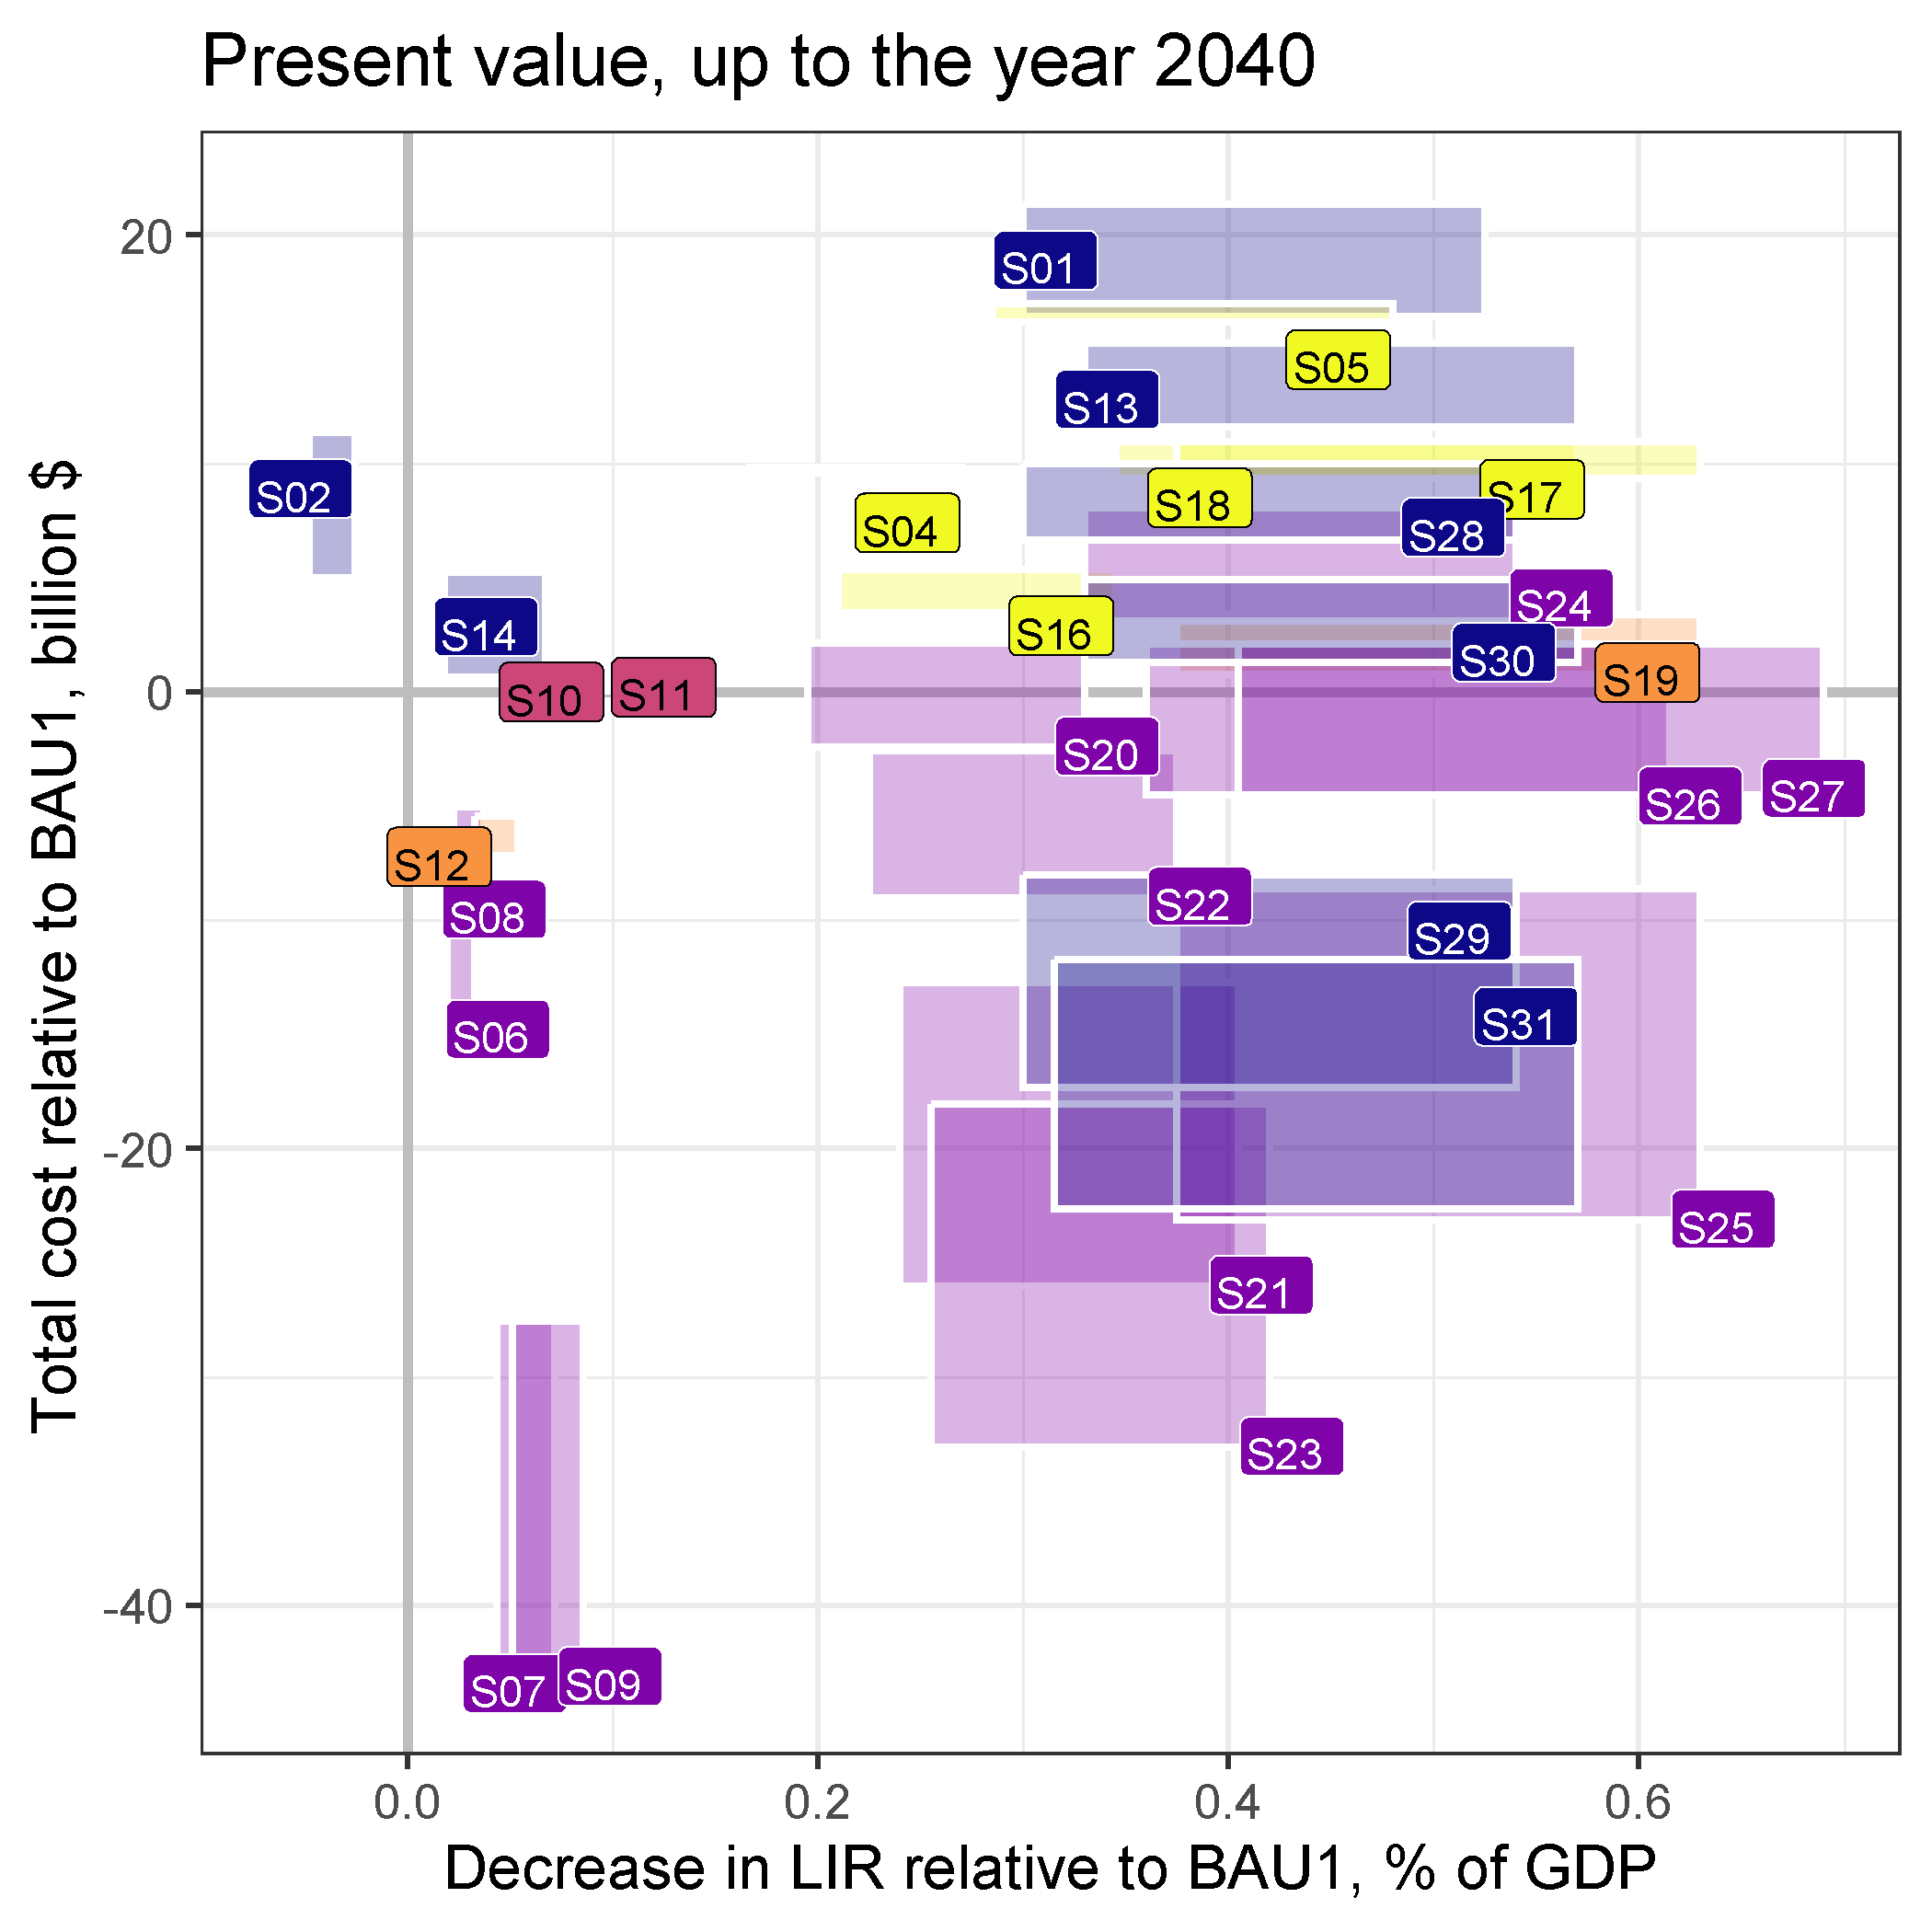 Present value, up to the year 2040
Total cost relative to BAU1, billion $
20
0
-20
-40
S01
S05
S13
S02
S18
S17
S04
S28
S24
S14
S16
S30
S19
S10
S11
S20
S26
S27
S12
S08
S22
S29
S06
S31
S25
S21
S23
S07
S09
0.0
0.2
0.4
0.6
Decrease in LIR relative to BAU1, % of GDP